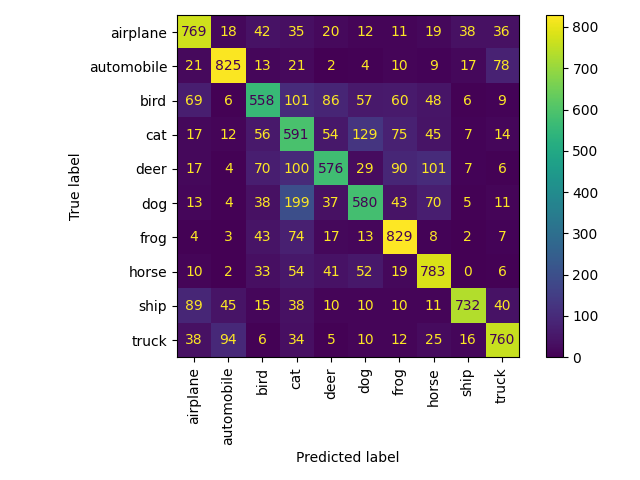 airplane 769 18 42 35 20 12 11 19 38 36
automobile 21 825 13 21 2 4 10 9 17 78
bird 69 6 558 101 86 57 60 48 6 9
cat 17 12 56 591 54 129 75 45 7 14
deer 17 4 70 100 576 29 90 101 7 6
dog 13 4 38 199 37 580 43 70 5 11
frog 4 3 43 74 17 13 829 8 2 7
horse 10 2 33 54 41 52 19 783 0 6
ship 89 45 15 38 10 10 10 11 732 40
truck 38 94 6 34 5 10 12 25 16 760
airplane automobile bird cat deer dog frog horse ship truck
Predicted label
True label
800
700
600
500
400
300
200
100
0